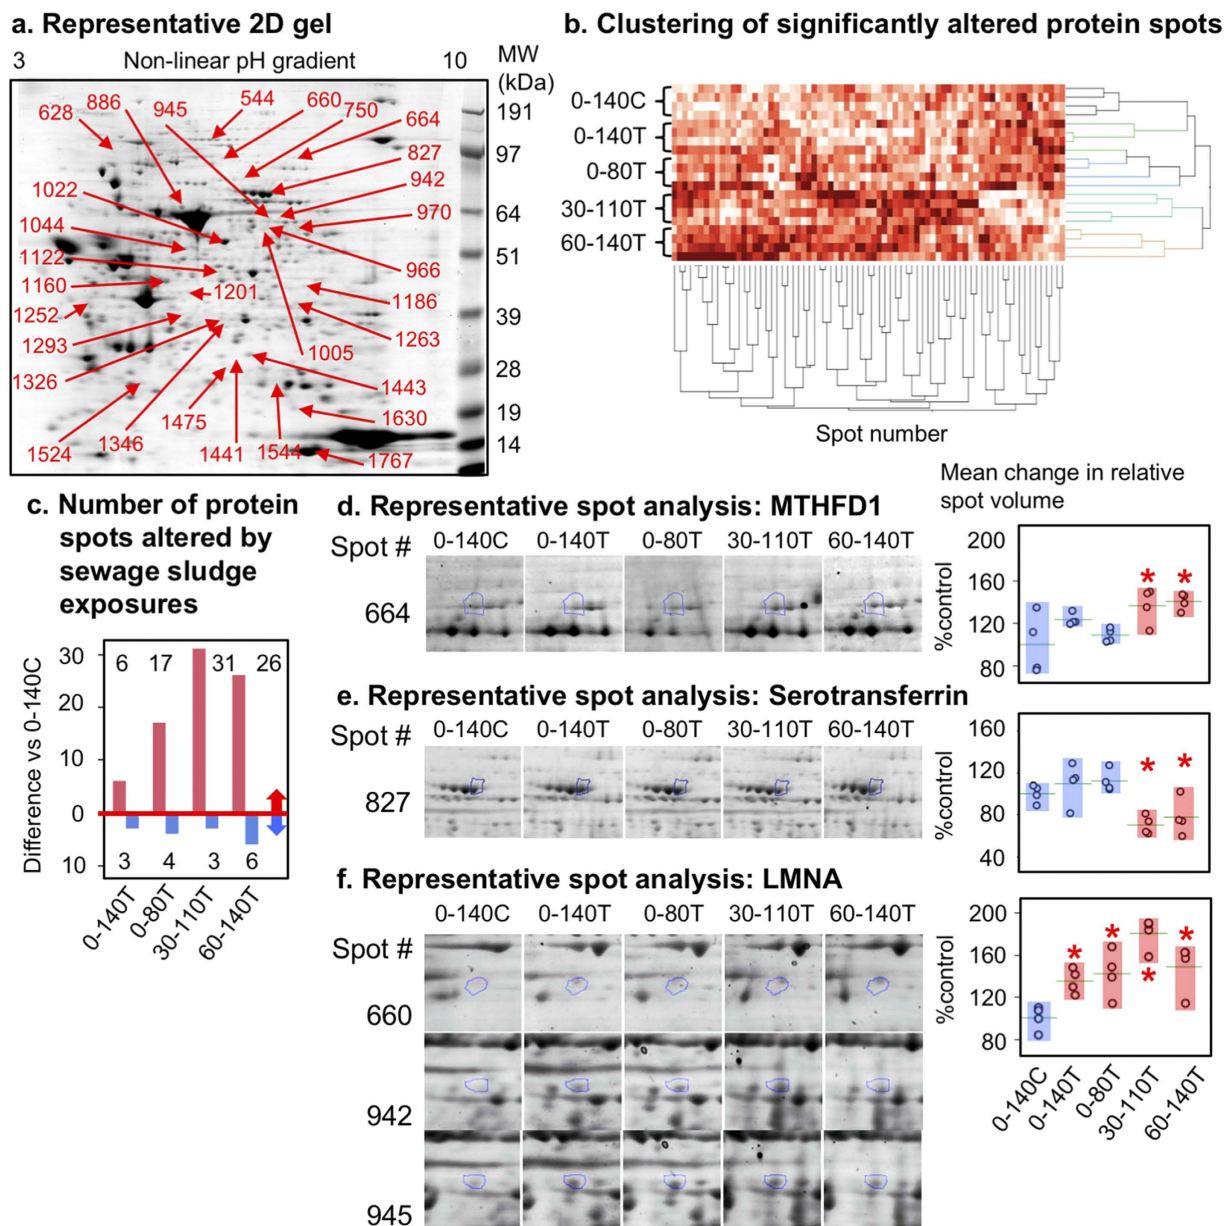 a. Representative 2D gel
3 Non-linear pH gradient 10
MW
(kDa)
886 945 544 660 750
628 664
827
1022 942
1044 970
1122 966
1160 1201 1186
1252 1263
1293 1005
1326 1443
1475 1630
1524 1346 1441 1544 1767
191
97
64
51
39
28
19
14
b. Clustering of significantly altered protein spots
0-140C
0-140T
0-80T
30-110T
60-140T
Spot number
c. Number of protein
spots altered by
sewage sludge
exposures
Difference vs 0-140C
30
20
10
0
10
6 17 31 26
3 4 3 6
0-140T
0-80T
30-110T
60-140T
Mean change in relative
spot volume
d. Representative spot analysis: MTHFD1
Spot # 0-140C 0-140T 0-80T 30-110T 60-140T
664
%control
200
160
120
80
* *
e. Representative spot analysis: Serotransferrin
Spot # 0-140C 0-140T 0-80T 30-110T 60-140T
827
%control
160
120
80
40
* *
f. Representative spot analysis: LMNA
0-140C 0-140T 0-80T 30-110T 60-140T
Spot #
660
942
945
%control
200
160
120
80
* * * *
0-140C
0-140T
0-80T
30-110T
60-140T